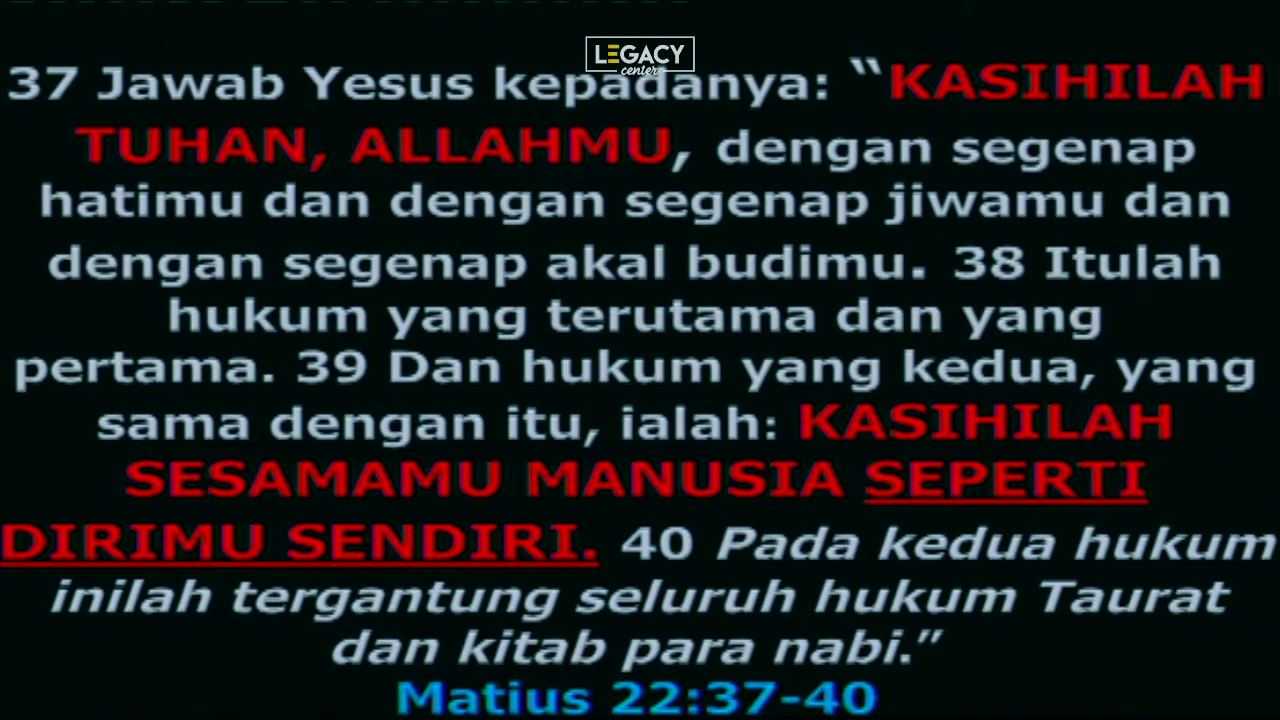 LEGACY
center
37 Jawab Yesus kepadanya: “KASIHILAH
TUHAN, ALLAHMU, dengan segenap
hatimu dan dengan segenap jiwamu dan
dengan segenap akal budimu. 38 Itulah
hukum yang terutama dan yang
pertama. 39 Dan hukum yang kedua, yang
sama dengan itu, ialah: KASIHILAH
SESAMAMU MANUSIA SEPERTI
DIRIMU SENDIRI. 40 Pada kedua hukum
inilah tergantung seluruh hukum Taurat
dan kitab para nabi.”
Matius 22:37-40